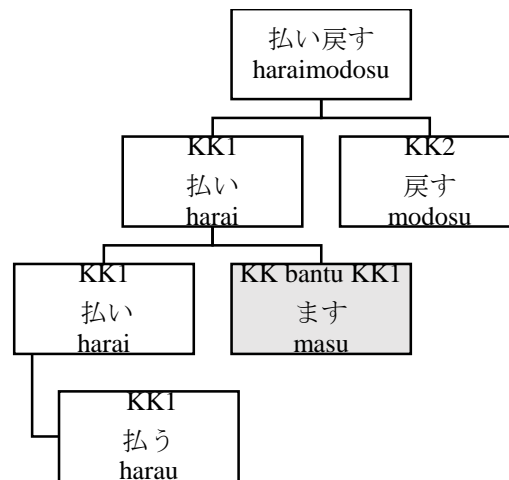 払い戻す
haraimodosu
KK1
払い
harai
KK2
戻す
modosu
KK1
払い
harai
KK bantu KK1
ます
masu
KK1
払う
harau